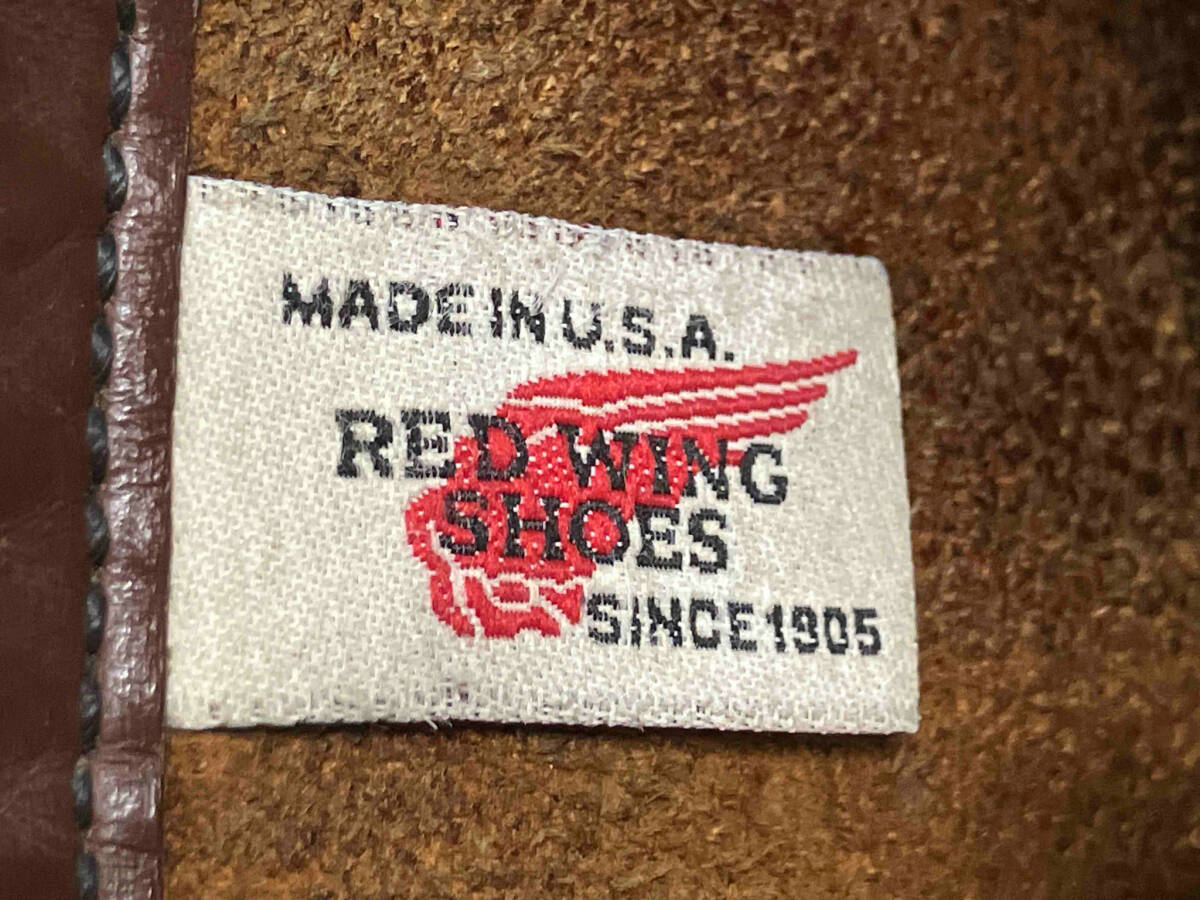 MADE IN U.S.A.
RED WING
SHOES
SINCE 1905